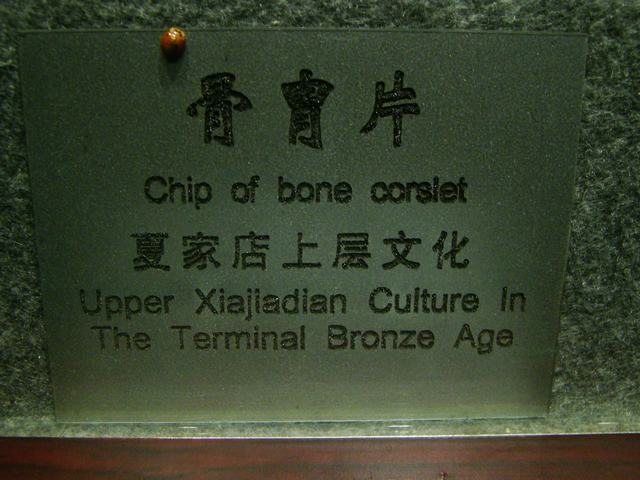 骨胄片
Chip of bone corslet
夏家店上层文化
Upper Xiajiadian Culture In
The Terminal Bronze Age